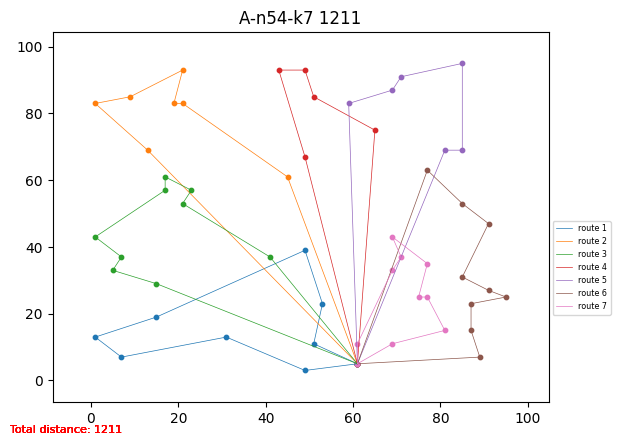 A-n54-k7 1211
100
80
60
40
20
0
0 20 40 60 80 100
route 1
route 2
route 3
route 4
route 5
route 6
route 7
Total distance: 1211